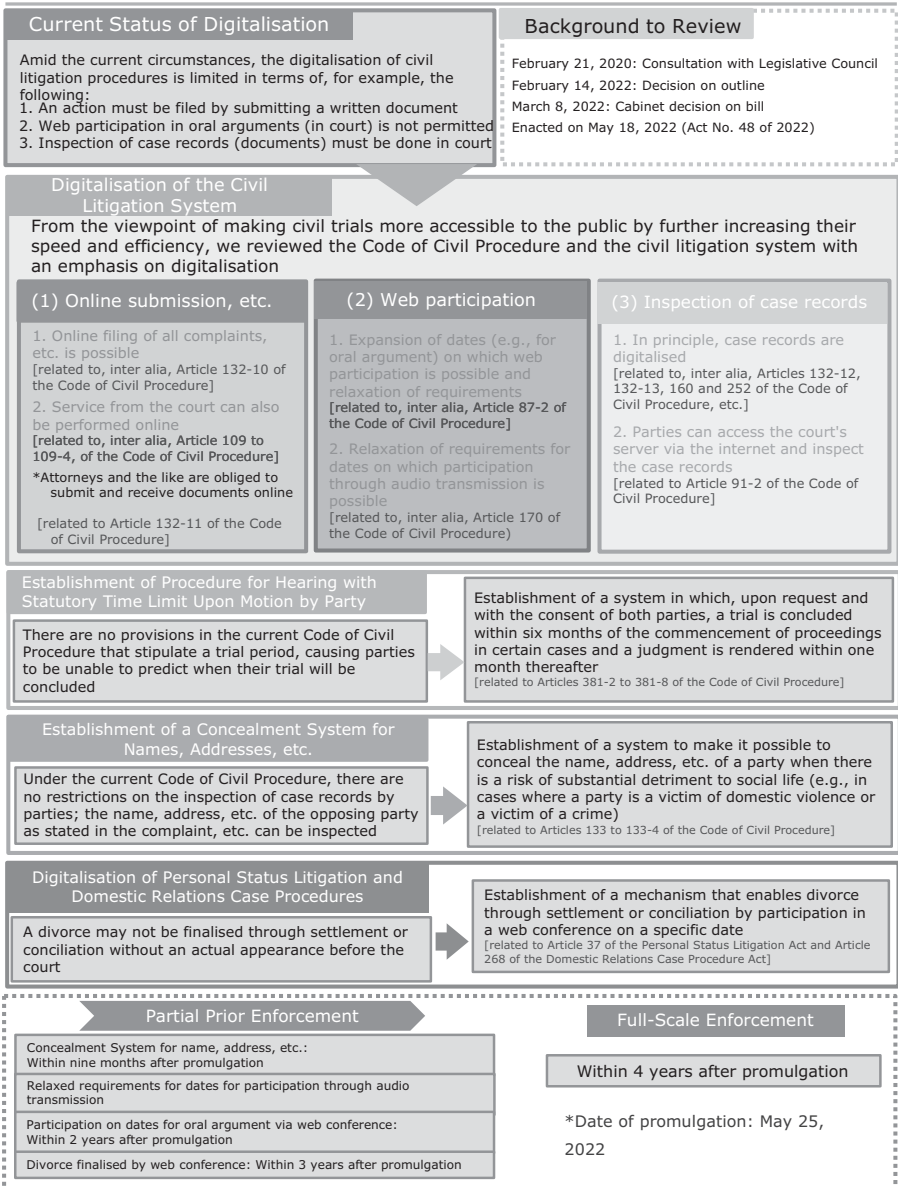 Current Status of Digitalisation
Amid the current circumstances, the digitalisation of civil
litigation procedures is limited in terms of, for example, the
following:
1. An action must be filed by submitting a written document
2. Web participation in oral arguments (in court) is not permitted
3. Inspection of case records (documents) must be done in court
Background to Review
February 21, 2020: Consultation with Legislative Council
February 14, 2022: Decision on outline
March 8, 2022: Cabinet decision on bill
Enacted on May 18, 2022 (Act No. 48 of 2022)
Digitalisation of the Civil
Litigation System
From the viewpoint of making civil trials more accessible to the public by further increasing their
speed and efficiency, we reviewed the Code of Civil Procedure and the civil litigation system with
an emphasis on digitalisation
(1) Online submission, etc.
1. Online filing of all complaints,
etc. is possible
[related to, inter alia, Article 132-10 of
the Code of Civil Procedure]
2. Service from the court can also
be performed online
[related to, inter alia, Article 109 to
109-4, of the Code of Civil Procedure]
*Attorneys and the like are obliged to
submit and receive documents online
[related to Article 132-11 of the Code
of Civil Procedure]
(2) Web participation
1. Expansion of dates (e.g., for
oral argument) on which web
participation is possible and
relaxation of requirements
[related to, inter alia, Article 87-2 of
the Code of Civil Procedure]
2. Relaxation of requirements for
dates on which participation
through audio transmission is
possible
[related to, inter alia, Article 170 of
the Code of Civil Procedure)
(3) Inspection of case records
1. In principle, case records are
digitalised
[related to, inter alia, Articles 132-12,
132-13, 160 and 252 of the Code of
Civil Procedure, etc.]
2. Parties can access the court's
server via the internet and inspect
the case records
[related to Article 91-2 of the Code of
Civil Procedure]
Establishment of Procedure for Hearing with
Statutory Time Limit Upon Motion by Party
There are no provisions in the current Code of Civil
Procedure that stipulate a trial period, causing parties
to be unable to predict when their trial will be
concluded
Establishment of a system in which, upon request and
with the consent of both parties, a trial is concluded
within six months of the commencement of proceedings
in certain cases and a judgment is rendered within one
month thereafter
[related to Articles 381-2 to 381-8 of the Code of Civil Procedure]
Establishment of a Concealment System for
Names, Addresses, etc.
Under the current Code of Civil Procedure, there are
no restrictions on the inspection of case records by
parties; the name, address, etc. of the opposing party
as stated in the complaint, etc. can be inspected
Establishment of a system to make it possible to
conceal the name, address, etc. of a party when there
is a risk of substantial detriment to social life (e.g., in
cases where a party is a victim of domestic violence or
a victim of a crime)
[related to Articles 133 to 133-4 of the Code of Civil Procedure]
Digitalisation of Personal Status Litigation and
Domestic Relations Case Procedures
A divorce may not be finalised through settlement or
conciliation without an actual appearance before the
court
Establishment of a mechanism that enables divorce
through settlement or conciliation by participation in
a web conference on a specific date
[related to Article 37 of the Personal Status Litigation Act and Article
268 of the Domestic Relations Case Procedure Act]
Partial Prior Enforcement
Concealment System for name, address, etc.:
Within nine months after promulgation
Relaxed requirements for dates for participation through audio
transmission
Participation on dates for oral argument via web conference:
Within 2 years after promulgation
Divorce finalised by web conference: Within 3 years after promulgation
Full-Scale Enforcement
Within 4 years after promulgation
*Date of promulgation: May 25,
2022